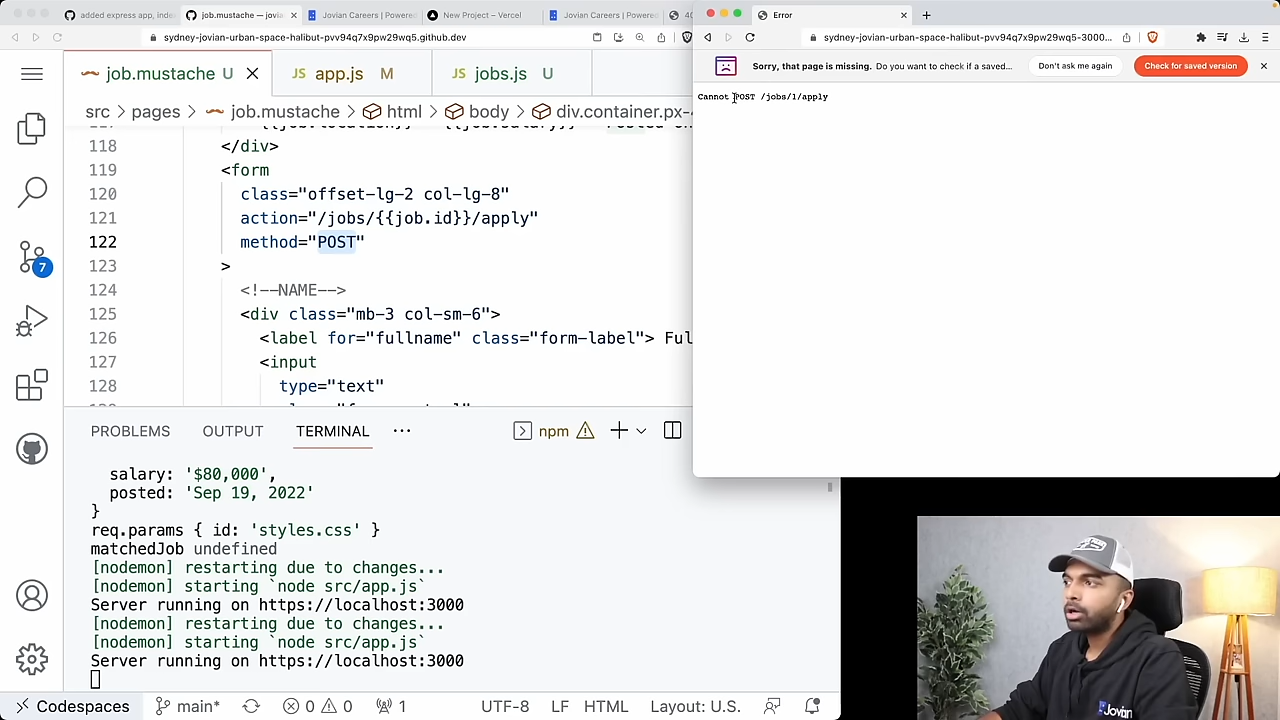 added express app, inde
job.mustache — jovia
Jovian Careers | Powered
New Project – Vercel
Jovian Careers | Powered
Error
sydney-jovian-urban-space-halibut-pvv94q7x9pw29wq5.github.dev
sydney-jovian-urban-space-halibut-pvv94q7x9pw29wq5-3000...
Sorry, that page is missing. Do you want to check if a saved...
Don't ask me again
Check for saved version
Cannot POST /jobs/1/apply
job.mustache U
app.js M
JS jobs.js U
src > pages > job.mustache > html > body > div.container.px-
118 </div>
119 <form
120 class="offset-lg-2 col-lg-8"
121 action="/jobs/{{job.id}}/apply"
122 method="POST"
123 >
124 <!--NAME-->
125 <div class="mb-3 col-sm-6">
126 <label for="fullname" class="form-label"> Ful
127 <input
128 type="text"
7
PROBLEMS OUTPUT TERMINAL ··· npm
salary: '$80,000',
posted: 'Sep 19, 2022'
}
req.params { id: 'styles.css' }
matchedJob undefined
[nodemon] restarting due to changes...
[nodemon] starting `node src/app.js`
Server running on https://localhost:3000
[nodemon] restarting due to changes...
[nodemon] starting `node src/app.js`
Server running on https://localhost:3000
Codespaces main* 0 0 1 UTF-8 LF HTML Layout: U.S.
Jovian